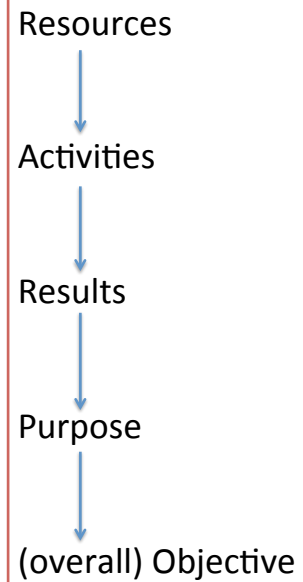 Resources
Activities
Results
Purpose
(overall) Objective